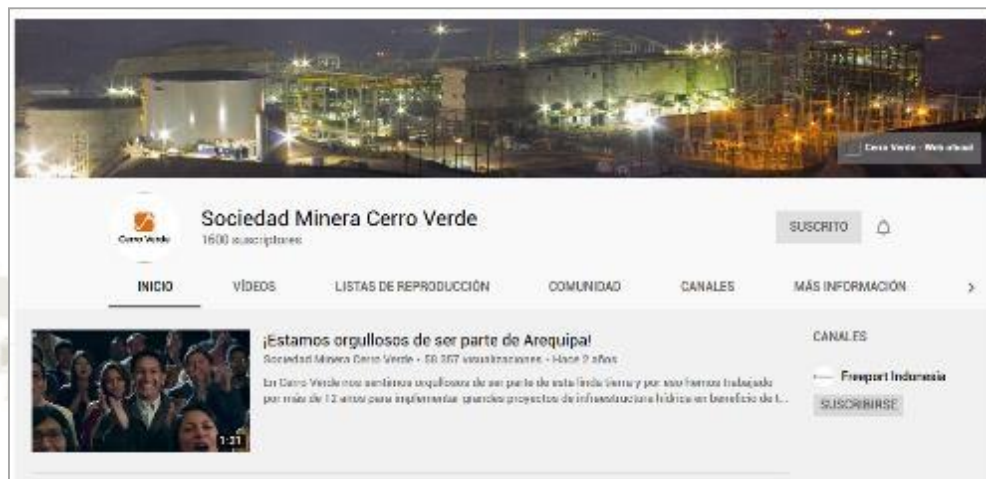 Cerro Verde - Web oficial
Cerro Verde
Sociedad Minera Cerro Verde
1600 suscriptores
SUSCRITO
INICIO
VÍDEOS
LISTAS DE REPRODUCCIÓN
COMUNIDAD
CANALES
MÁS INFORMACIÓN
¡Estamos orgullosos de ser parte de Arequipa!
Sociedad Minera Cerro Verde • 58 357 visualizaciones • Hace 2 años
En Cerro Verde nos sentimos orgullosos de ser parte de esta linda tierra y por eso hemos trabajado
por más de 12 años para implementar grandes proyectos de infraestructura hídrica en beneficio de t...
1:21
CANALES
Freeport Indonesia
SUSCRIBIRSE